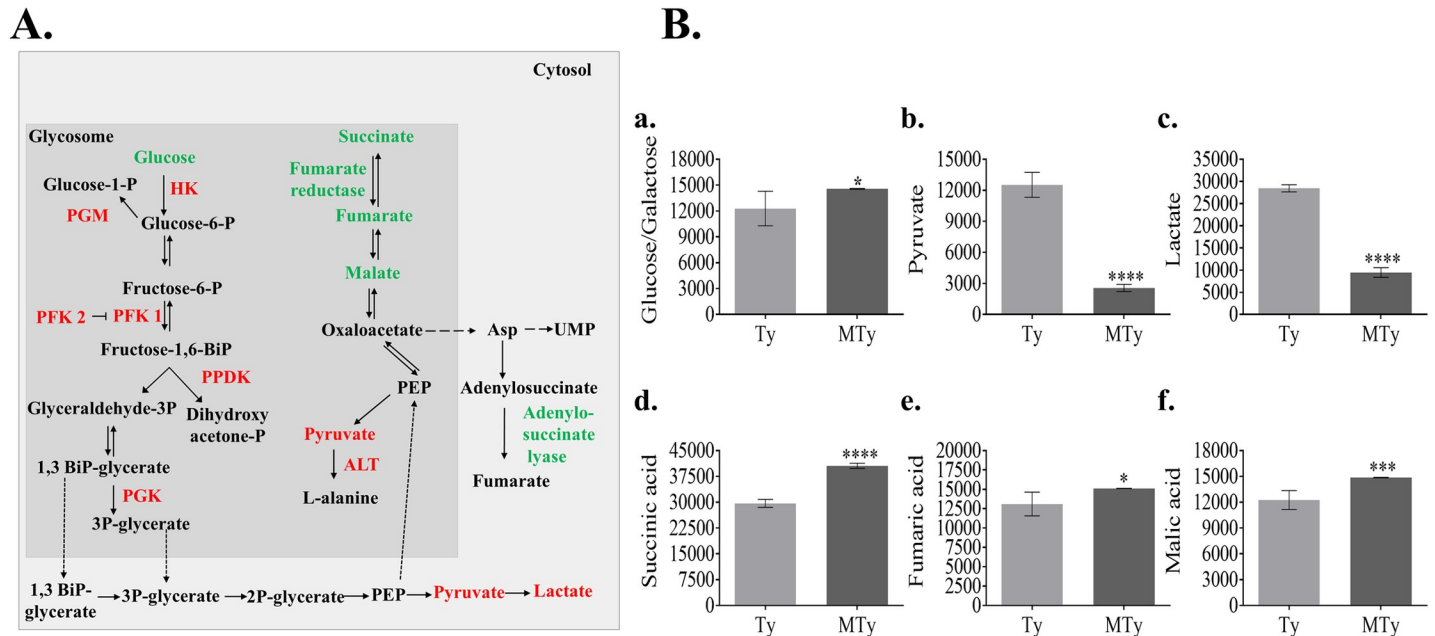 A.
Cytosol
Glycosome
Glucose
HK
Glucose-1-P
PGM
Glucose-6-P
Fructose-6-P
PFK 2
PFK 1
Fructose-1,6-BiP
PPDK
Glyceraldehyde-3P
Dihydroxy
acetone-P
1,3 BiP-glycerate
PGK
3P-glycerate
Succinate
Fumarate
reductase
Fumarate
Malate
Oxaloacetate
Asp
UMP
PEP
Adenylosuccinate
Adenylo-
succinate
lyase
Fumarate
Pyruvate
ALT
L-alanine
1,3 BiP-
glycerate
3P-glycerate
2P-glycerate
PEP
Pyruvate
Lactate
B.
a.
Glucose/Galactose
18000
15000
12000
9000
6000
3000
0
*
Ty
MTy
b.
Pyruvate
15000
12000
9000
6000
3000
0
****
Ty
MTy
c.
Lactate
35000
30000
25000
20000
15000
10000
5000
0
****
Ty
MTy
d.
Succinic acid
45000
37500
30000
22500
15000
7500
0
****
Ty
MTy
e.
Fumaric acid
20000
17500
15000
12500
10000
7500
5000
2500
0
*
Ty
MTy
f.
Malic acid
18000
15000
12000
9000
6000
3000
0
***
Ty
MTy